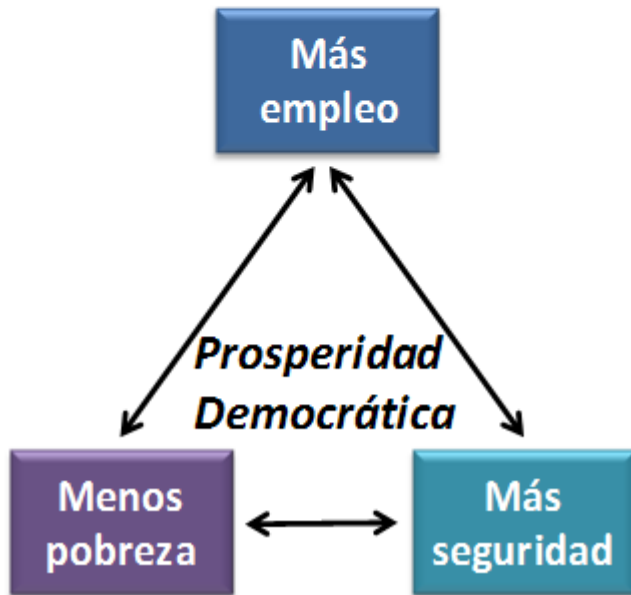 Más
empleo
Prosperidad
Democrática
Menos
pobreza
Más
seguridad